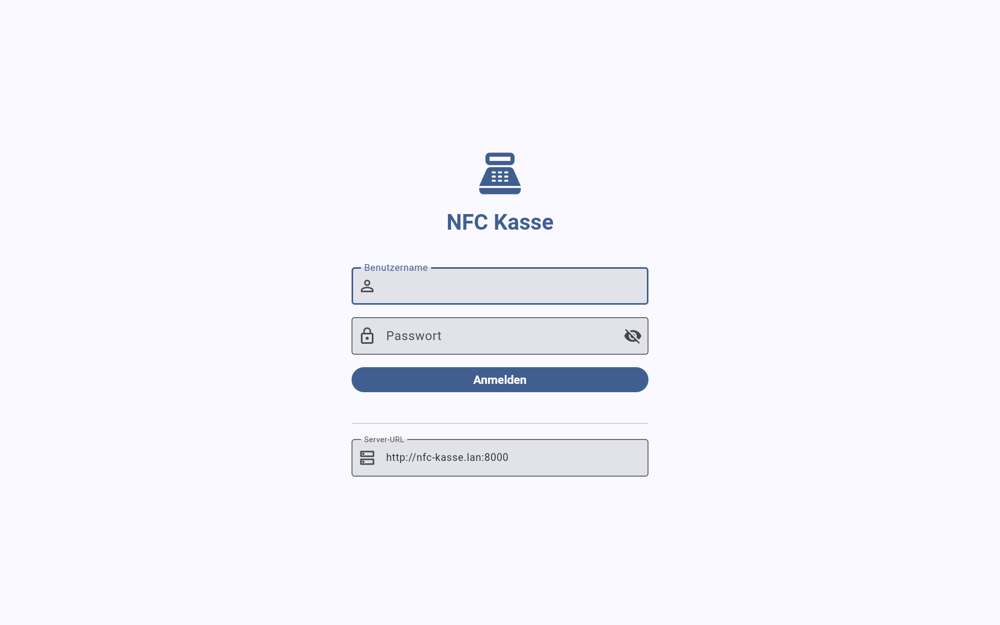 NFC Kasse
Benutzername
Passwort
Anmelden
Server-URL
http://nfc-kasse.lan:8000